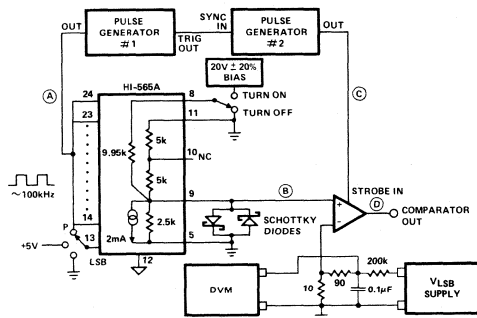 OUT
PULSE
GENERATOR
#1
TRIG
OUT
SYNC
IN
PULSE
GENERATOR
#2
OUT
20V ± 20%
BIAS
TURN ON
TURN OFF
A
HI-565A
24
23
14
13
LSB
12
8
11
10
NC
9
5
9.95k
5k
5k
2.5k
2mA
~100kHz
P
+5V
B
C
SCHOTTKY
DIODES
+
-
STROBE IN
D
COMPARATOR
OUT
DVM
10
90
200k
0.1µF
VLSB
SUPPLY